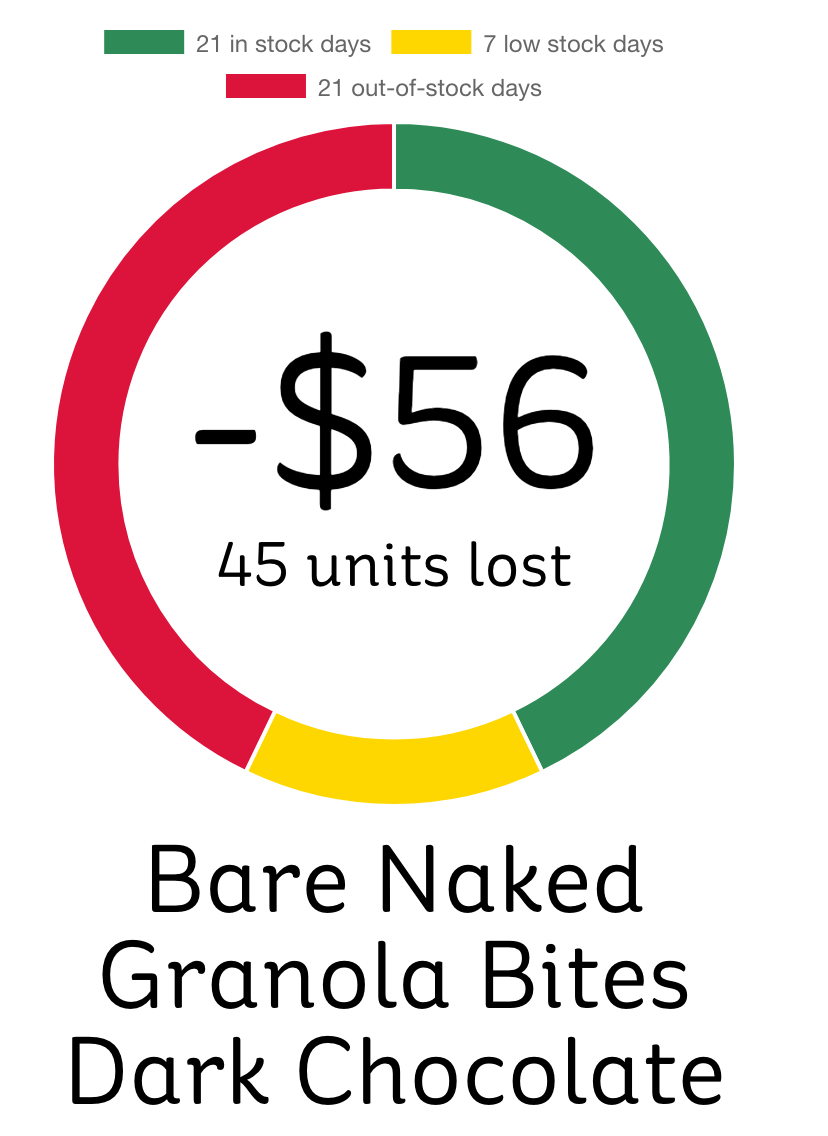 21 in stock days
7 low stock days
21 out-of-stock days
-$56
45 units lost
Bare Naked
Granola Bites
Dark Chocolate